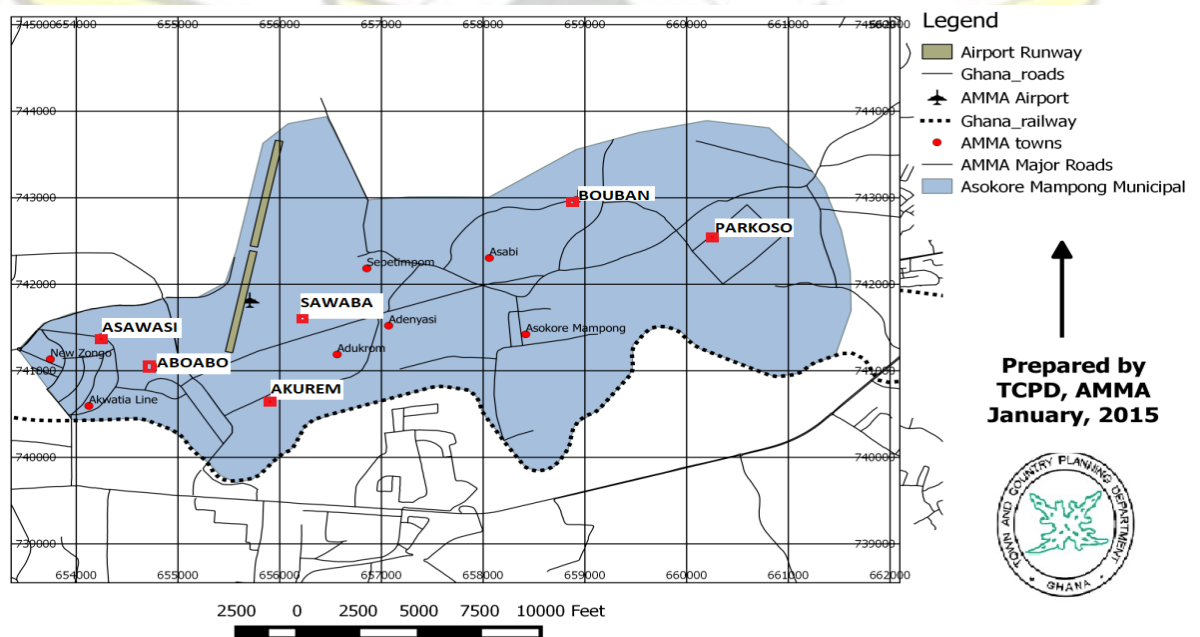 745000 654000 655000 656000 657000 658000 659000 660000 661000
Legend
Airport Runway
Ghana_roads
AMMA Airport
Ghana_railway
AMMA towns
AMMA Major Roads
Asokore Mampong Municipal
744000 744000
743000 743000
BOUBAN
PARKOSO
Asabi
Sepetimpom
742000 742000
SAWABA
ASAWASI
Adenyasi
Asokore Mampong
New Zongo
Adukrom
ABOABO
741000 741000
AKUREM
Akwatia Line
740000 740000
739000 739000
654000 655000 656000 657000 658000 659000 660000 661000 662000
2500 0 2500 5000 7500 10000 Feet
Prepared by
TCPD, AMMA
January, 2015
TOWN AND COUNTRY PLANNING DEPARTMENT
GHANA